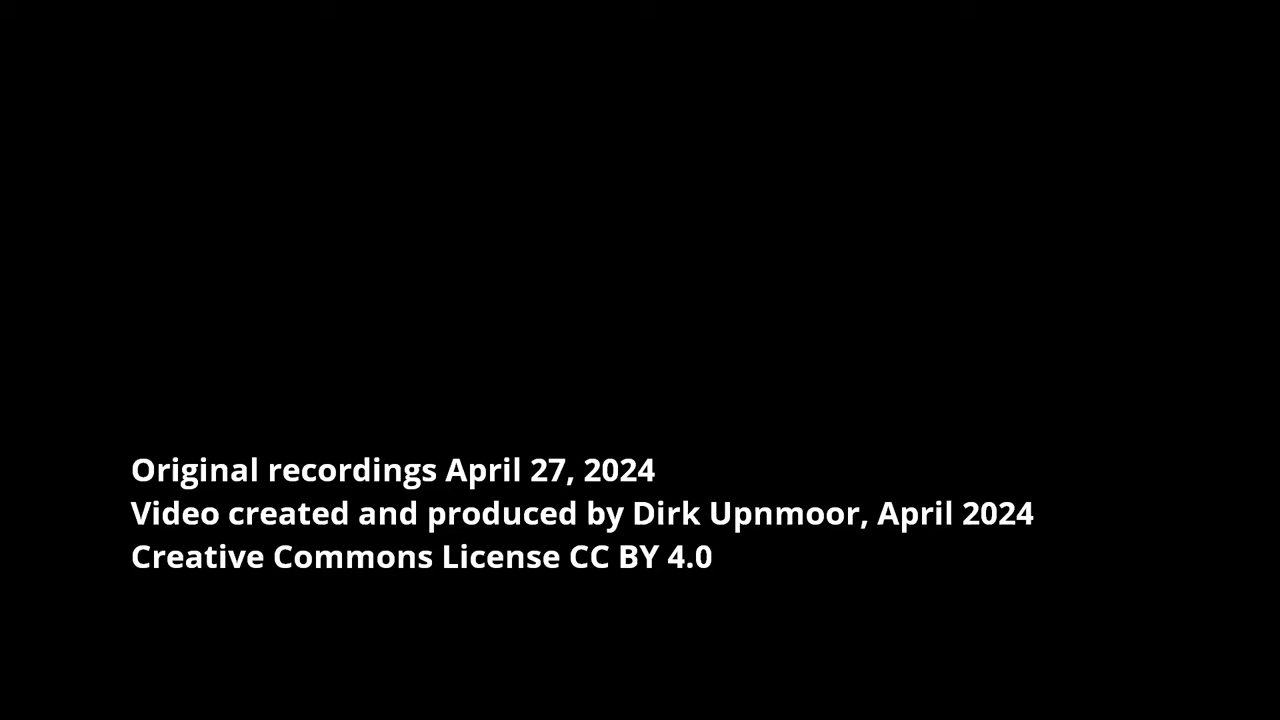 Original recordings April 27, 2024
Video created and produced by Dirk Upnmoor, April 2024
Creative Commons License CC BY 4.0